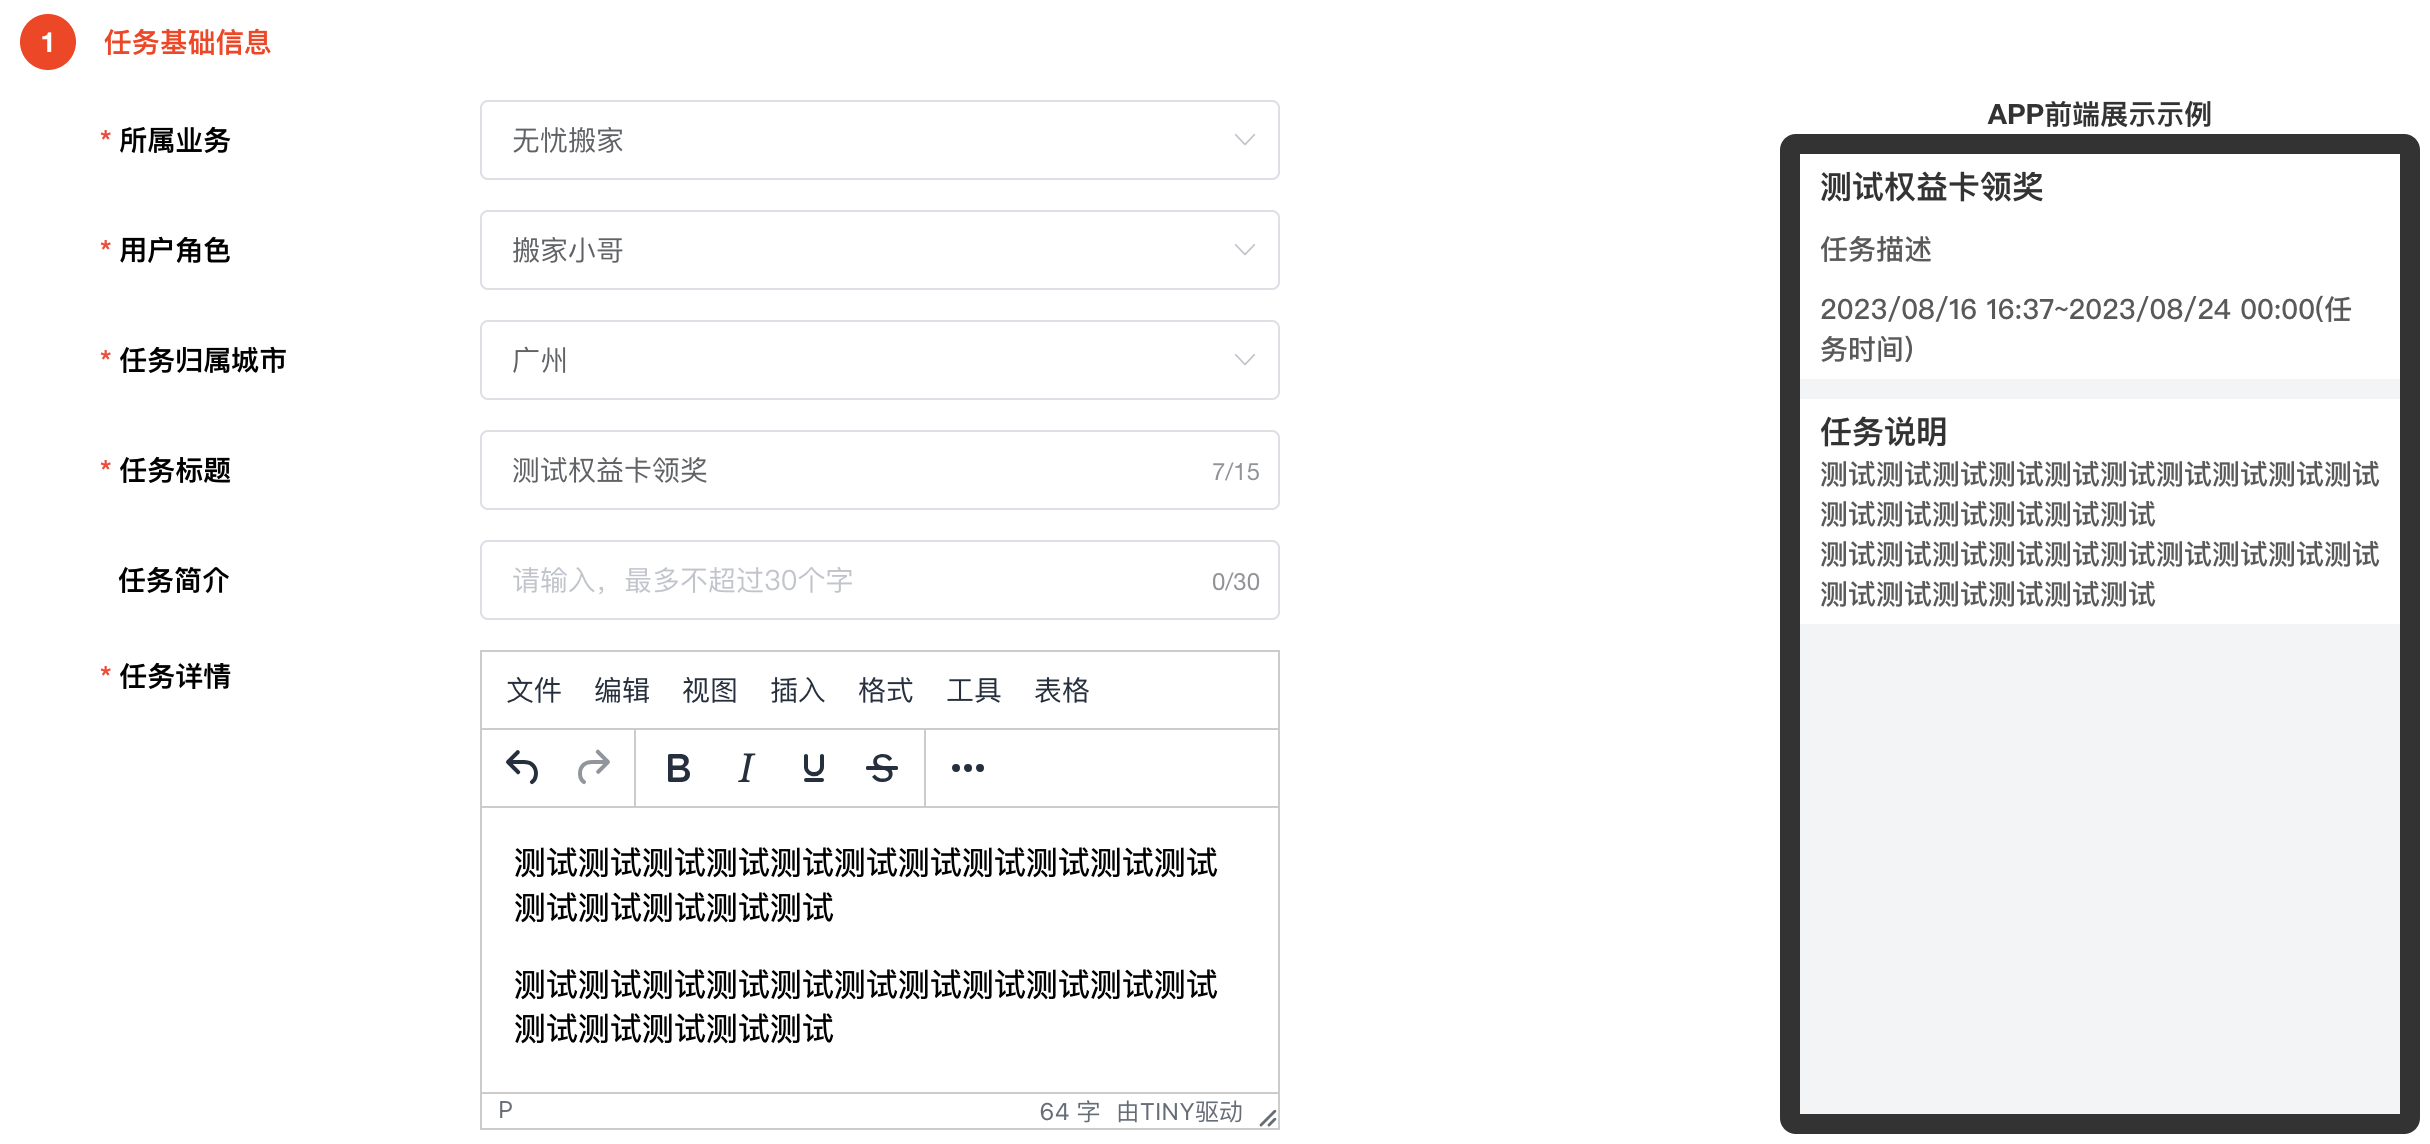 1 任务基础信息
* 所属业务 无忧搬家
* 用户角色 搬家小哥
* 任务归属城市 广州
* 任务标题 测试权益卡领奖 7/15
任务简介 请输入，最多不超过30个字 0/30
* 任务详情
文件 编辑 视图 插入 格式 工具 表格
B I U S
测试测试测试测试测试测试测试测试测试测试测试
测试测试测试测试测试
测试测试测试测试测试测试测试测试测试测试测试
测试测试测试测试测试
P 64 字 由TINY驱动
APP前端展示示例
测试权益卡领奖
任务描述
2023/08/16 16:37~2023/08/24 00:00(任
务时间)
任务说明
测试测试测试测试测试测试测试测试测试测试
测试测试测试测试测试测试
测试测试测试测试测试测试测试测试测试测试
测试测试测试测试测试测试